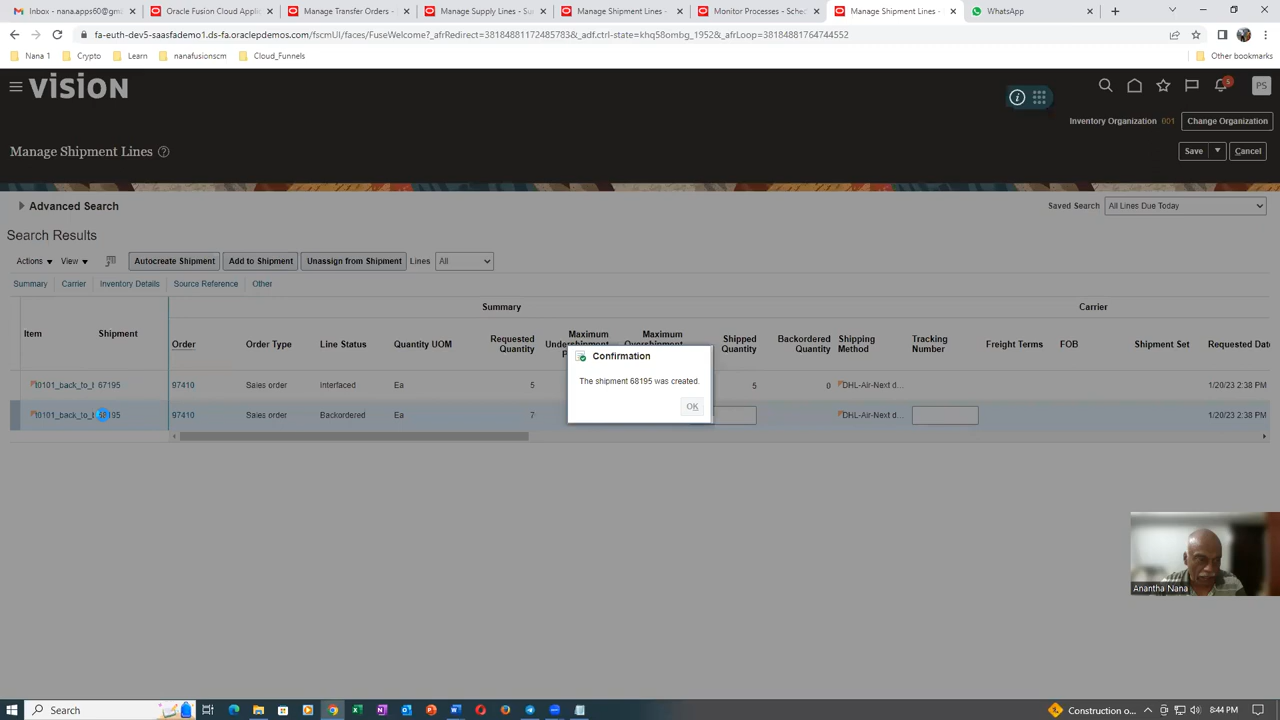 Inbox - nana.apps60@gm
Oracle Fusion Cloud Applic
Manage Transfer Orders -
Manage Supply Lines - Su
Manage Shipment Lines -
Monitor Processes - Sche
Manage Shipment Lines -
WhatsApp
fa-euth-dev5-saasfademo1.ds-fa.oraclepdemos.com/fscmUI/faces/FuseWelcome?_afrRedirect=38184881172485783&_adf.ctrl-state=khq58ombg_1952&_afrLoop=38184881764744552
Nana 1
Crypto
Learn
nanafusionscm
Cloud_Funnels
Other bookmarks
VISION
5
PS
Inventory Organization 001
Change Organization
Manage Shipment Lines
Save
Cancel
Advanced Search
Saved Search All Lines Due Today
Search Results
Actions View Autocreate Shipment Add to Shipment Unassign from Shipment Lines All
Summary Carrier Inventory Details Source Reference Other
Summary Carrier
Item Shipment Order Order Type Line Status Quantity UOM Requested Quantity Maximum Maximum Shipped Quantity Backordered Quantity Shipping Method Tracking Number Freight Terms FOB Shipment Set Requested Date
t0101_back_to_l 67195 97410 Sales order Interfaced Ea 5 5 0 DHL-Air-Next d... 1/20/23 2:38 PM
97410 Sales order Backordered Ea 7 DHL-Air-Next d... 1/20/23 2:38 PM
Confirmation
The shipment 68195 was created.
OK
Anantha Nana
Search
Construction o
8:44 PM